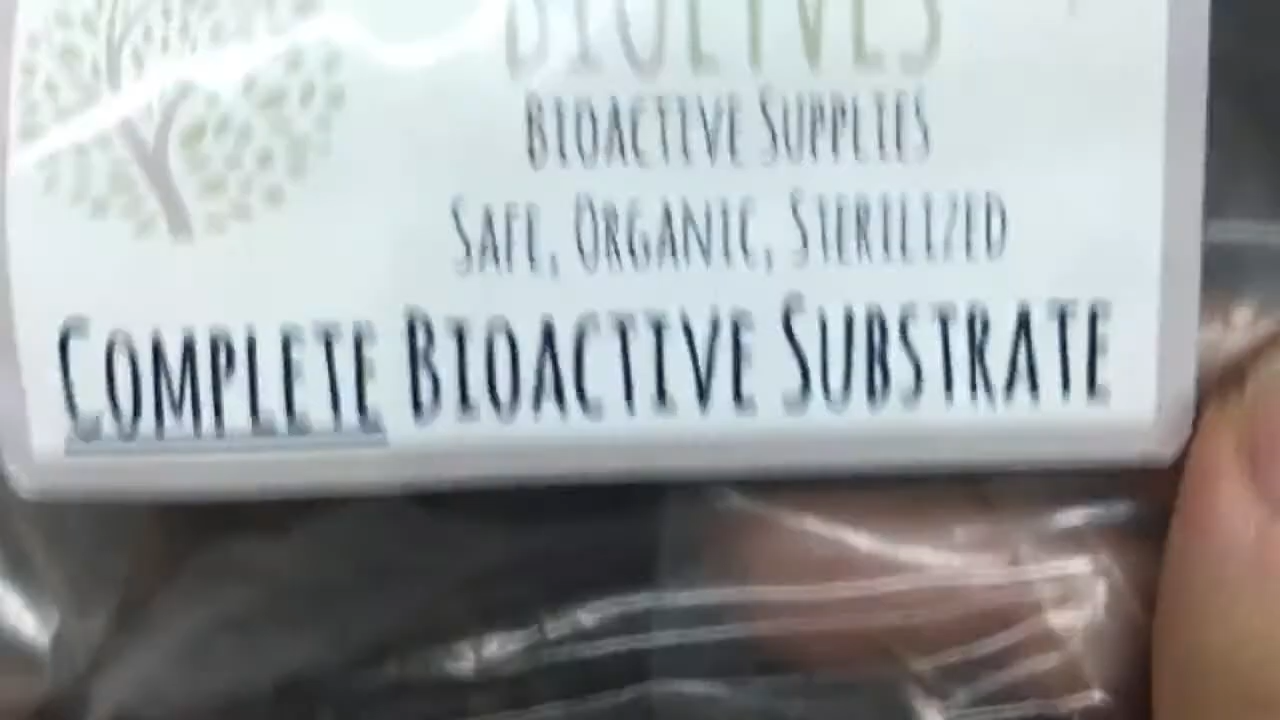 BIOLIVES
BIOACTIVE SUPPLIES
SAFE, ORGANIC, STERILIZED
COMPLETE BIOACTIVE SUBSTRATE